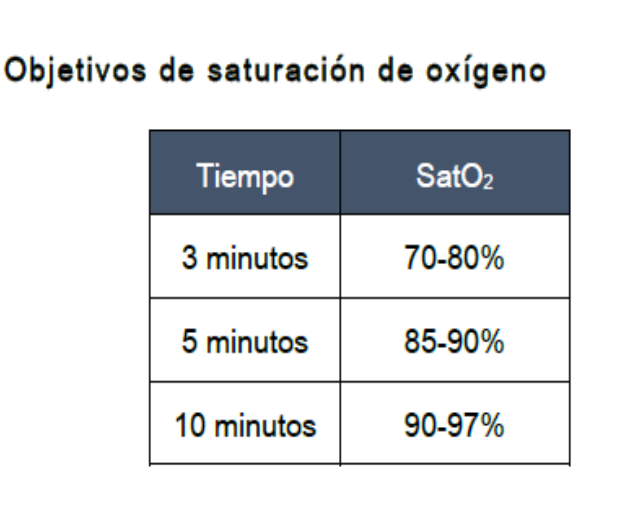 Objetivos de saturación de oxígeno
Tiempo SatO₂
3 minutos 70-80%
5 minutos 85-90%
10 minutos 90-97%